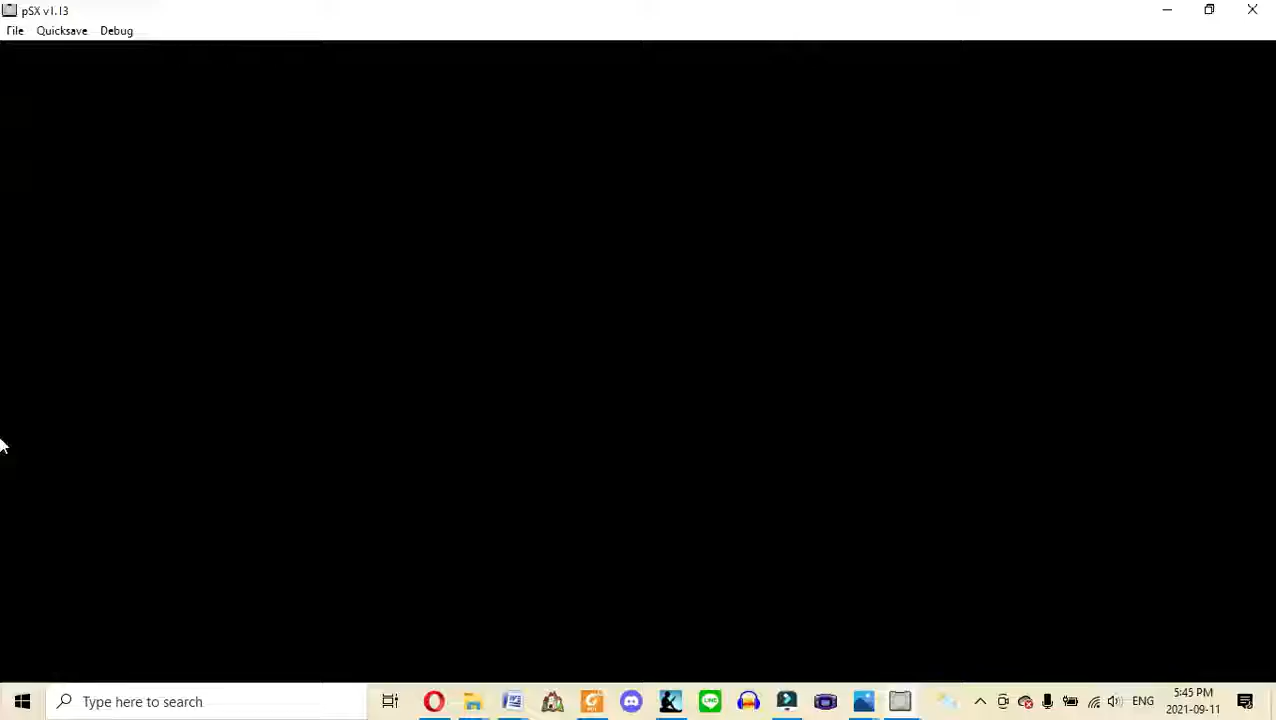 pSX v1.13
File Quicksave Debug
Type here to search
ENG
5:45 PM
2021-09-11